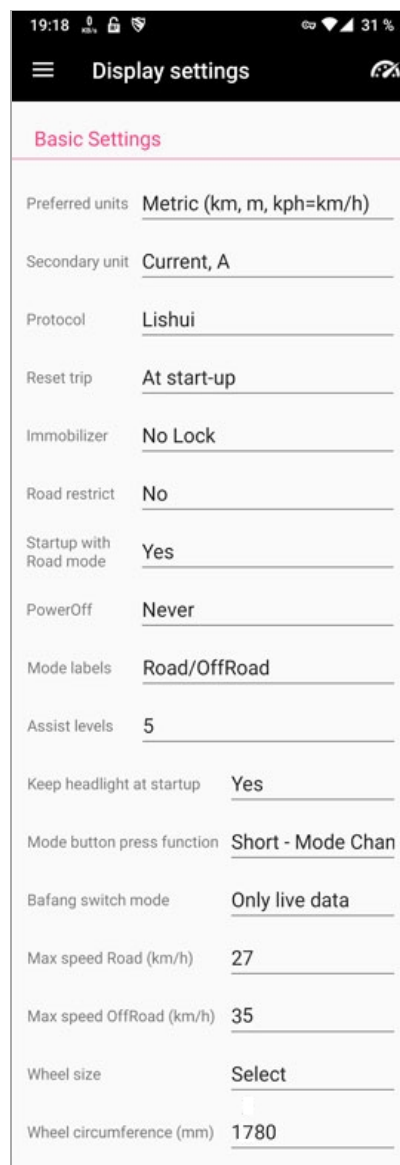 19:18 0 KB/s 31 %
Display settings
Basic Settings
Preferred units Metric (km, m, kph=km/h)
Secondary unit Current, A
Protocol Lishui
Reset trip At start-up
Immobilizer No Lock
Road restrict No
Startup with
Road mode Yes
PowerOff Never
Mode labels Road/OffRoad
Assist levels 5
Keep headlight at startup Yes
Mode button press function Short - Mode Chan
Bafang switch mode Only live data
Max speed Road (km/h) 27
Max speed OffRoad (km/h) 35
Wheel size Select
Wheel circumference (mm) 1780